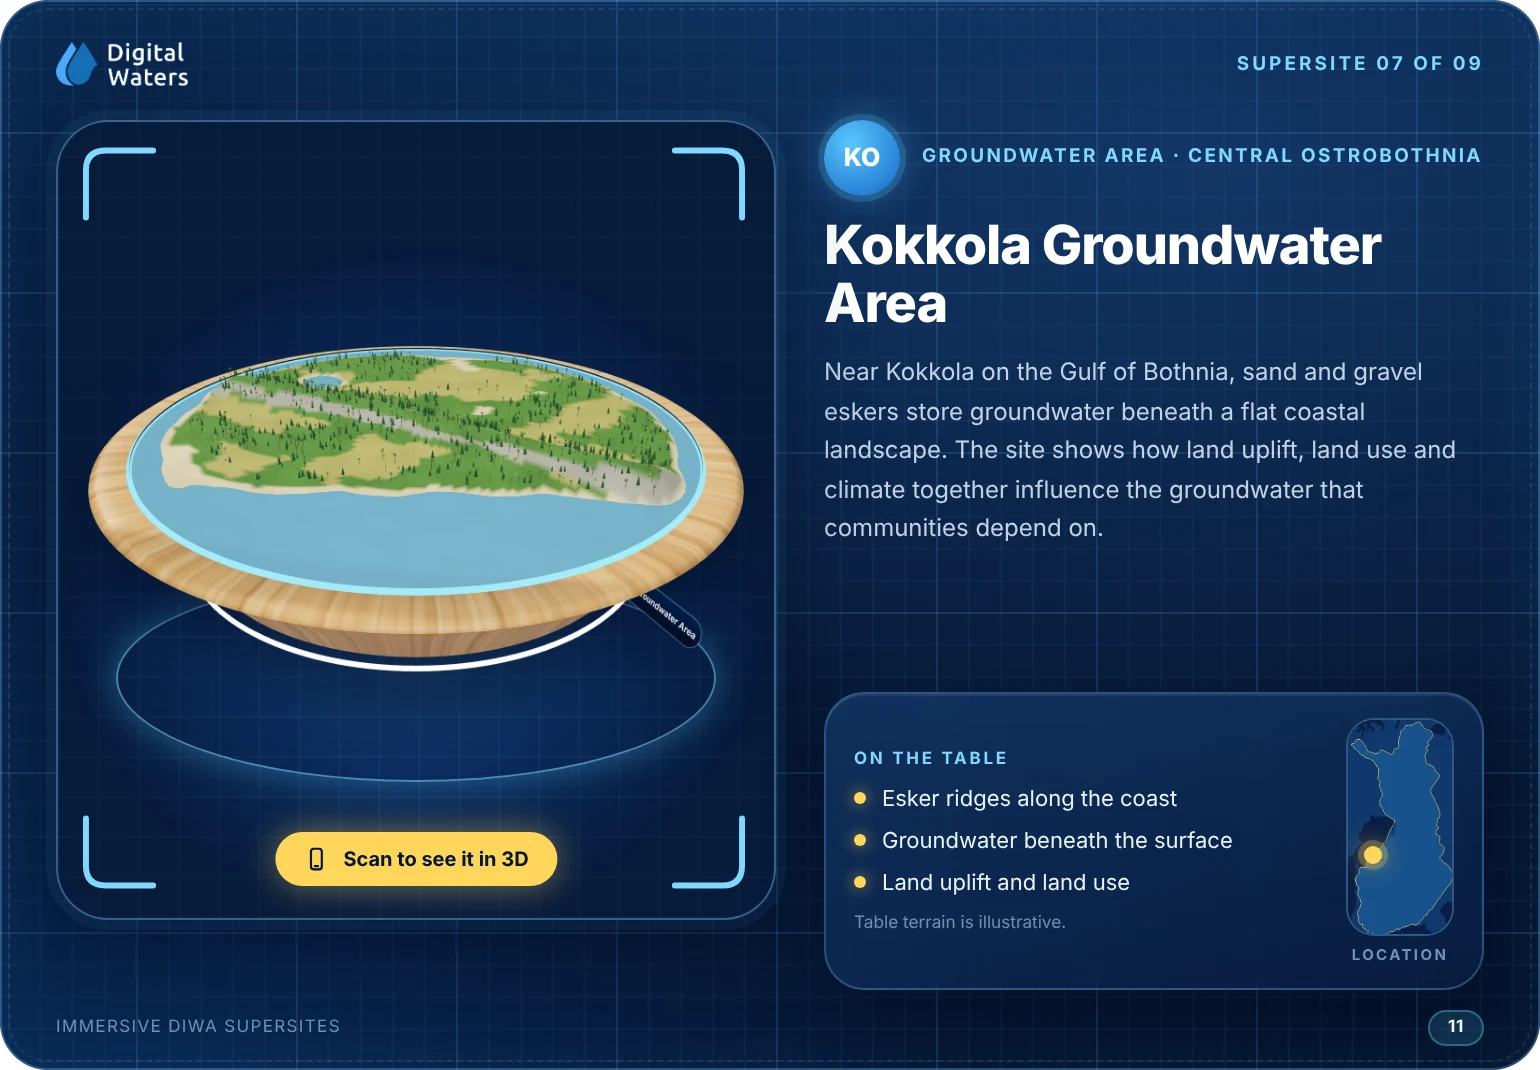 Digital
Waters
SUPERSITE 07 OF 09
KO
GROUNDWATER AREA · CENTRAL OSTROBOTHNIA
Kokkola Groundwater
Area
Near Kokkola on the Gulf of Bothnia, sand and gravel
eskers store groundwater beneath a flat coastal
landscape. The site shows how land uplift, land use and
climate together influence the groundwater that
communities depend on.
Area
Scan to see it in 3D
ON THE TABLE
Esker ridges along the coast
Groundwater beneath the surface
Land uplift and land use
Table terrain is illustrative.
LOCATION
IMMERSIVE DIWA SUPERSITES
11